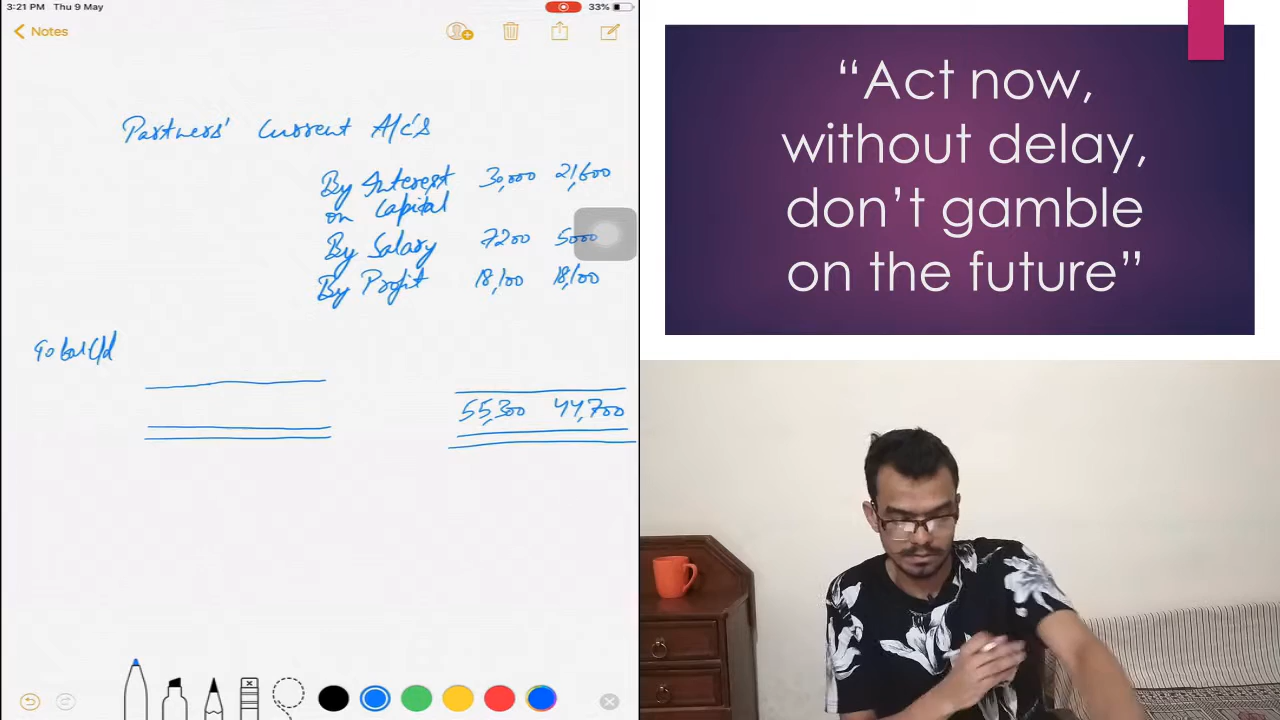 3:21 PM Thu 9 May
33%
Notes
Partners' Current A/c's
By Interest 30,000 21,600
on Capital
By Salary 7200 5000
By Profit 18,100 18,100
To bal c/d
55,300 44,700
“Act now,
without delay,
don’t gamble
on the future”